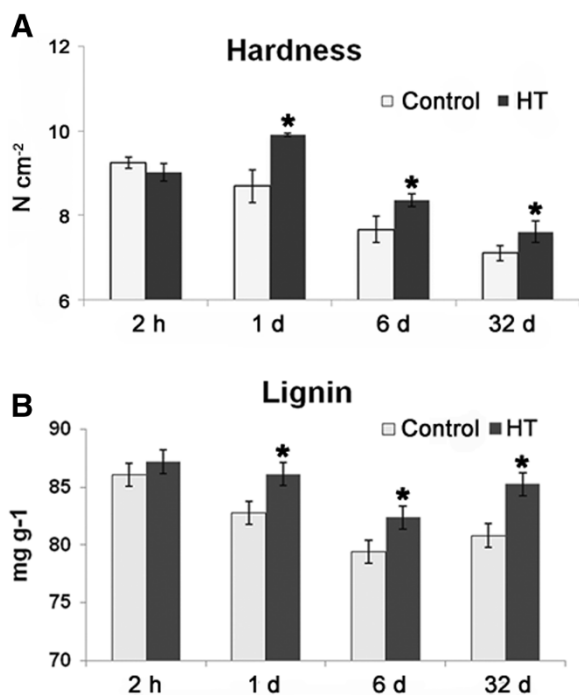 A
Hardness
12
Control HT
10
8
6
N cm-2
* * *
2 h 1 d 6 d 32 d
B
Lignin
90
Control HT
85
80
75
70
mg g-1
* * *
2 h 1 d 6 d 32 d